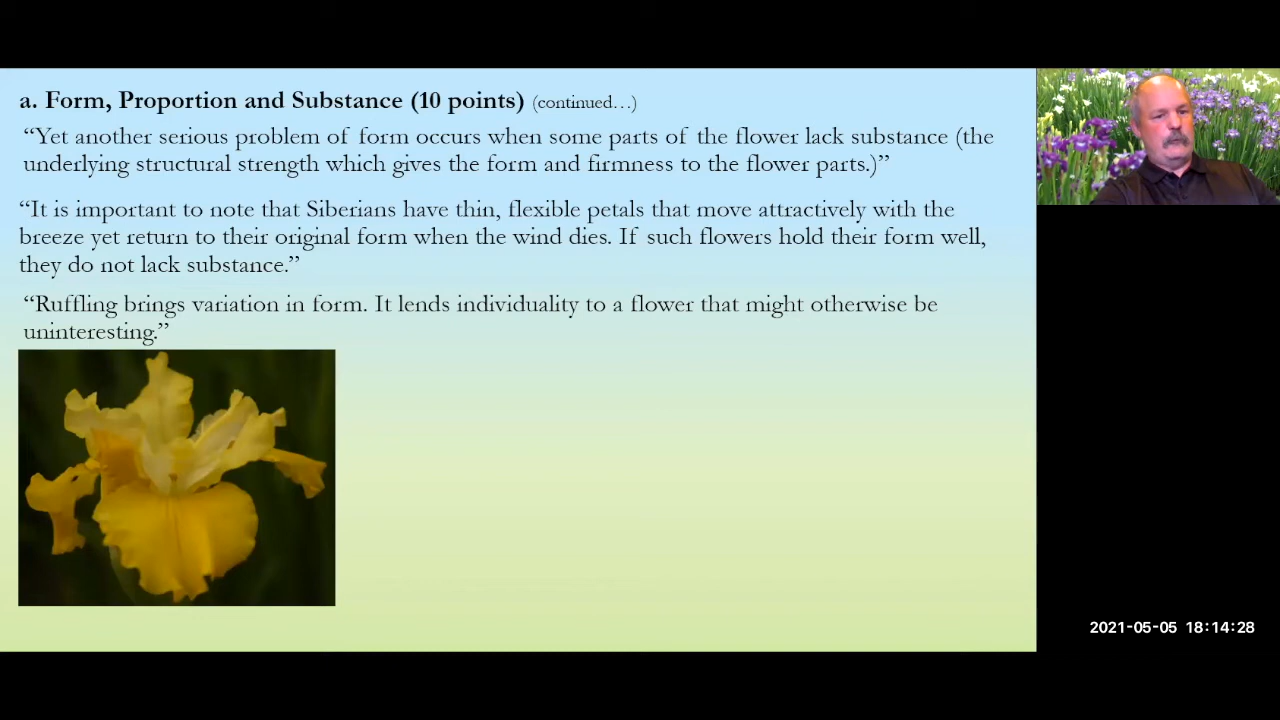 a. Form, Proportion and Substance (10 points) (continued…)
“Yet another serious problem of form occurs when some parts of the flower lack substance (the
underlying structural strength which gives the form and firmness to the flower parts.)”
“It is important to note that Siberians have thin, flexible petals that move attractively with the
breeze yet return to their original form when the wind dies. If such flowers hold their form well,
they do not lack substance.”
“Ruffling brings variation in form. It lends individuality to a flower that might otherwise be
uninteresting.”
2021-05-05 18:14:28